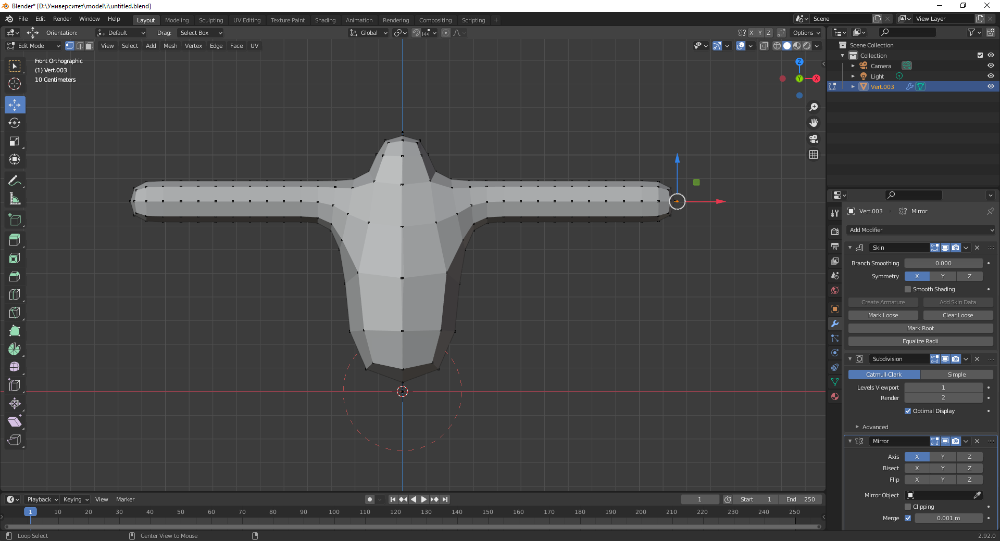 Blender* [D:\Университет\model\i\untitled.blend]
File Edit Render Window Help Layout Modeling Sculpting UV Editing Texture Paint Shading Animation Rendering Compositing Scripting + Scene View Layer
Orientation: Default Drag: Select Box Global X Y Z Options
Edit Mode View Select Add Mesh Vertex Edge Face UV
Front Orthographic
(1) Vert.003
10 Centimeters
Z
Y
X
Scene Collection
Collection
Camera
Light
Vert.003
Vert.003 Mirror
Add Modifier
Skin
Branch Smoothing 0.000
Symmetry X Y Z
Smooth Shading
Create Armature Add Skin Data
Mark Loose Clear Loose
Mark Root
Equalize Radii
Subdivision
Catmull-Clark Simple
Levels Viewport 1
Render 2
Optimal Display
Advanced
Mirror
Axis X Y Z
Bisect X Y Z
Flip X Y Z
Mirror Object
Clipping
Merge 0.001 m
Playback Keying View Marker 1 Start 1 End 250
1 10 20 30 40 50 60 70 80 90 100 110 120 130 140 150 160 170 180 190 200 210 220 230 240 250
Loop Select Center View to Mouse 2.92.0